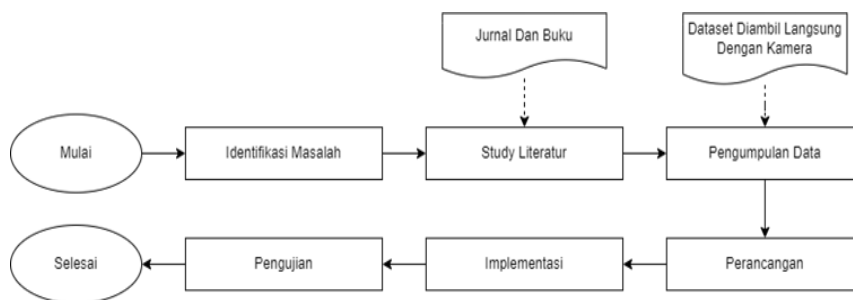 Jurnal Dan Buku
Dataset Diambil Langsung
Dengan Kamera
Mulai
Identifikasi Masalah
Study Literatur
Pengumpulan Data
Selesai
Pengujian
Implementasi
Perancangan